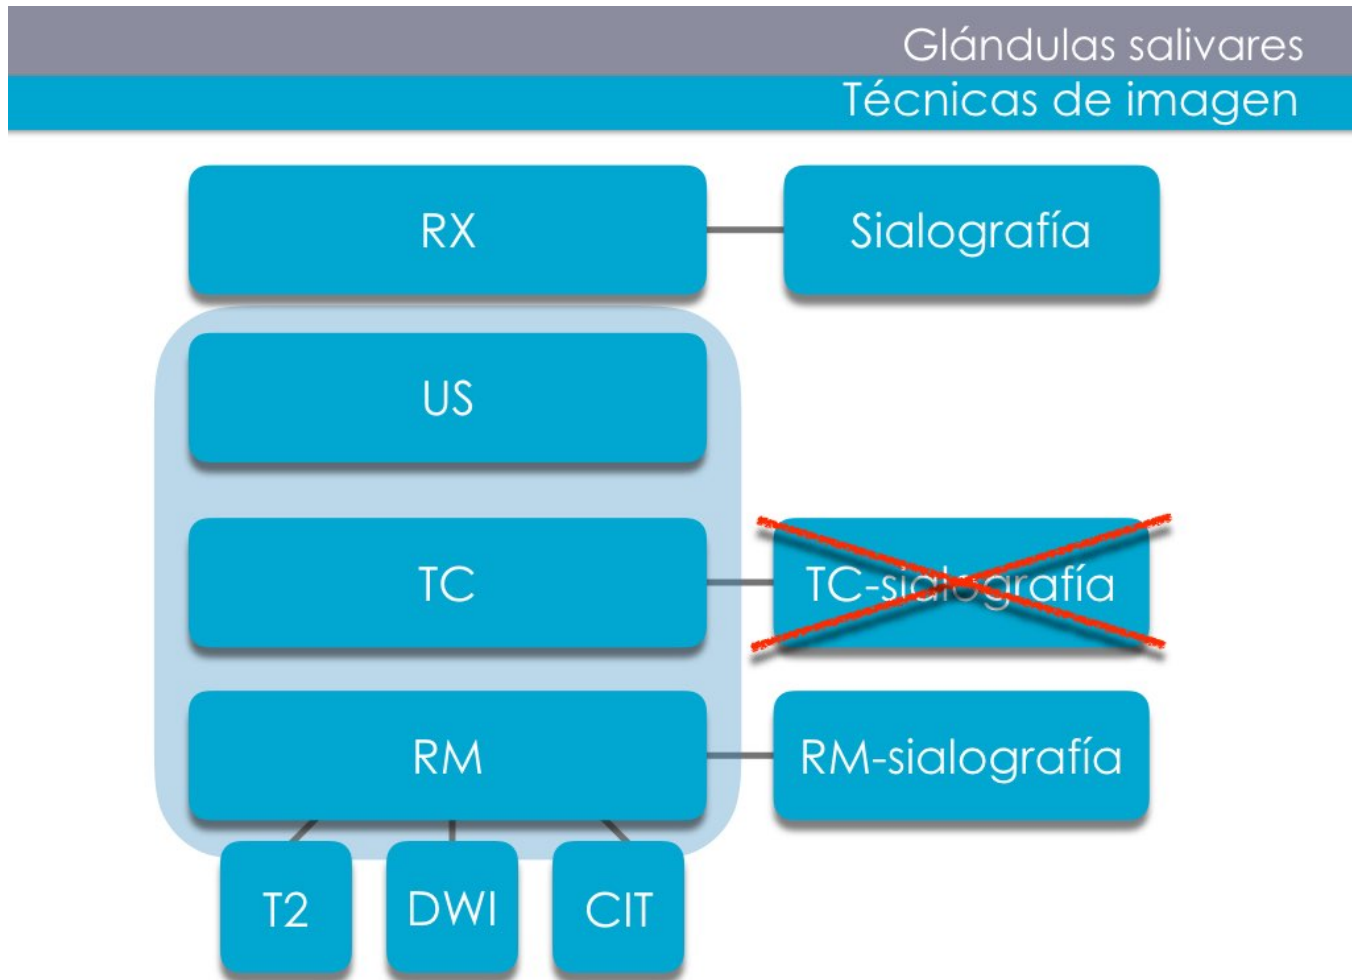 Glándulas salivares
Técnicas de imagen
RX
Sialografía
US
TC
TC-sialografía
RM
RM-sialografía
T2
DWI
CIT